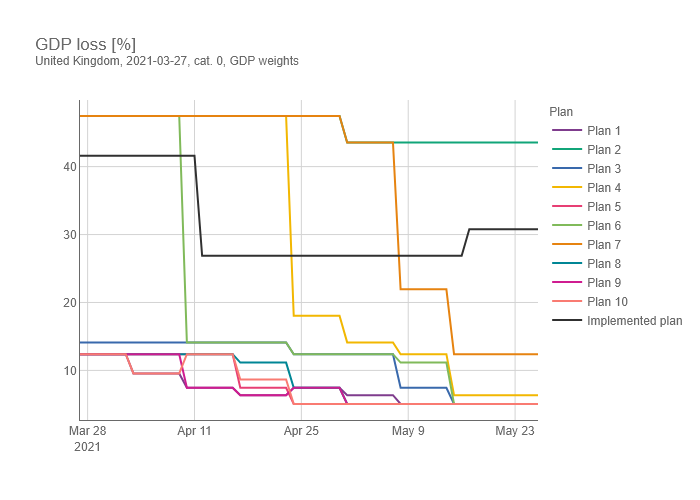 GDP loss [%]
United Kingdom, 2021-03-27, cat. 0, GDP weights
Plan
Plan 1
Plan 2
Plan 3
Plan 4
Plan 5
Plan 6
Plan 7
Plan 8
Plan 9
Plan 10
Implemented plan
40
30
20
10
Mar 28 Apr 11 Apr 25 May 9 May 23
2021